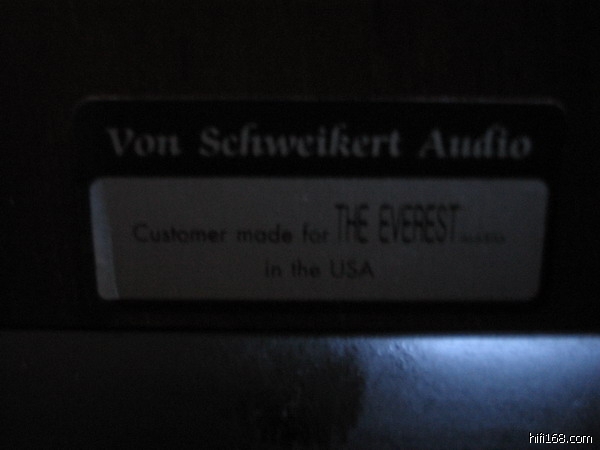 Von Schweikert Audio
Customer made for THE EVEREST
in the USA
hifi168.com